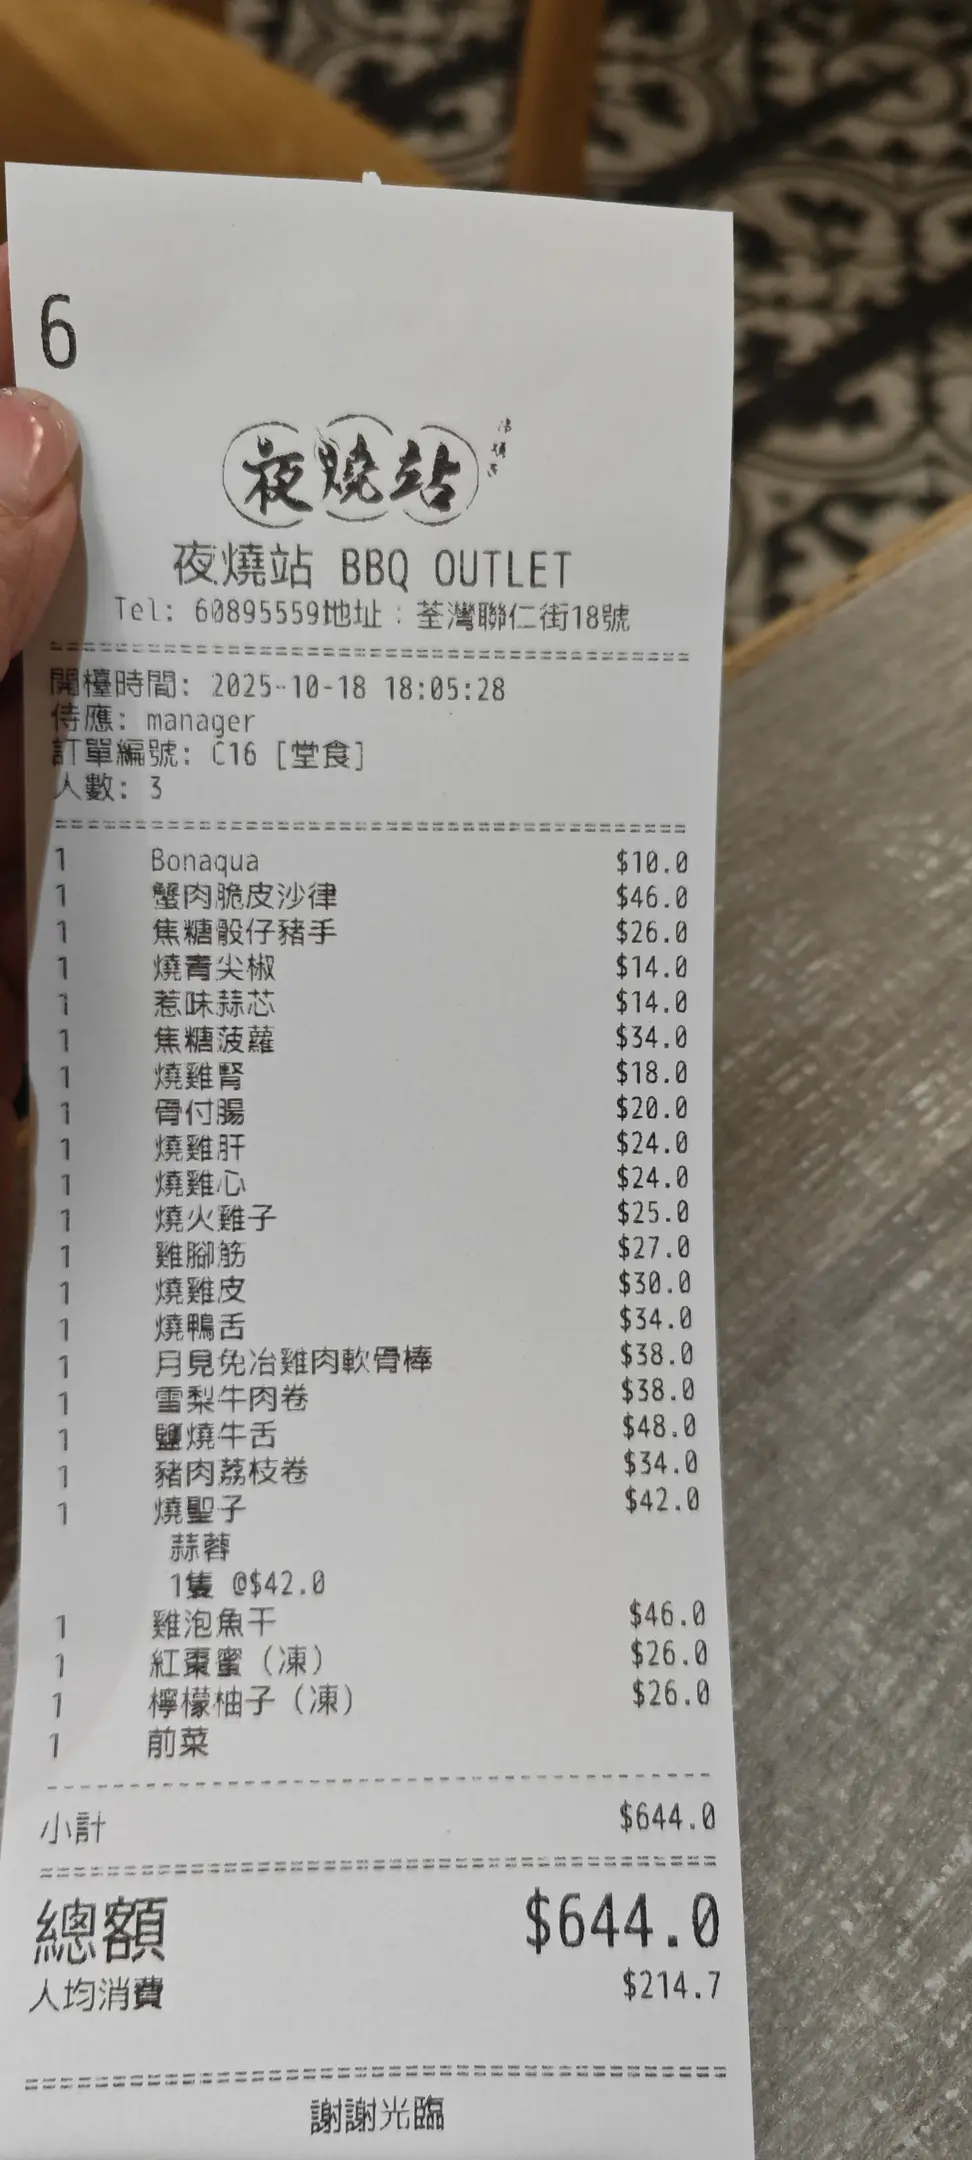 6
夜燒站
夜燒站 BBQ OUTLET
Tel: 60895559地址：荃灣聯仁街18號
開檯時間: 2025-10-18 18:05:28
侍應: manager
訂單編號: C16 [堂食]
人數: 3
1 Bonaqua $10.0
1 蟹肉脆皮沙律 $46.0
1 焦糖骰仔豬手 $26.0
1 燒青尖椒 $14.0
1 惹味蒜芯 $14.0
1 焦糖菠蘿 $34.0
1 燒雞腎 $18.0
1 骨付腸 $20.0
1 燒雞肝 $24.0
1 燒雞心 $24.0
1 燒火雞子 $25.0
1 雞腳筋 $27.0
1 燒雞皮 $30.0
1 燒鴨舌 $34.0
1 月見免冶雞肉軟骨棒 $38.0
1 雪梨牛肉卷 $38.0
1 鹽燒牛舌 $48.0
1 豬肉荔枝卷 $34.0
1 燒聖子 $42.0
蒜蓉
1隻 @$42.0
1 雞泡魚干 $46.0
1 紅棗蜜（凍） $26.0
1 檸檬柚子（凍） $26.0
1 前菜
小計 $644.0
總額 $644.0
人均消費 $214.7
謝謝光臨